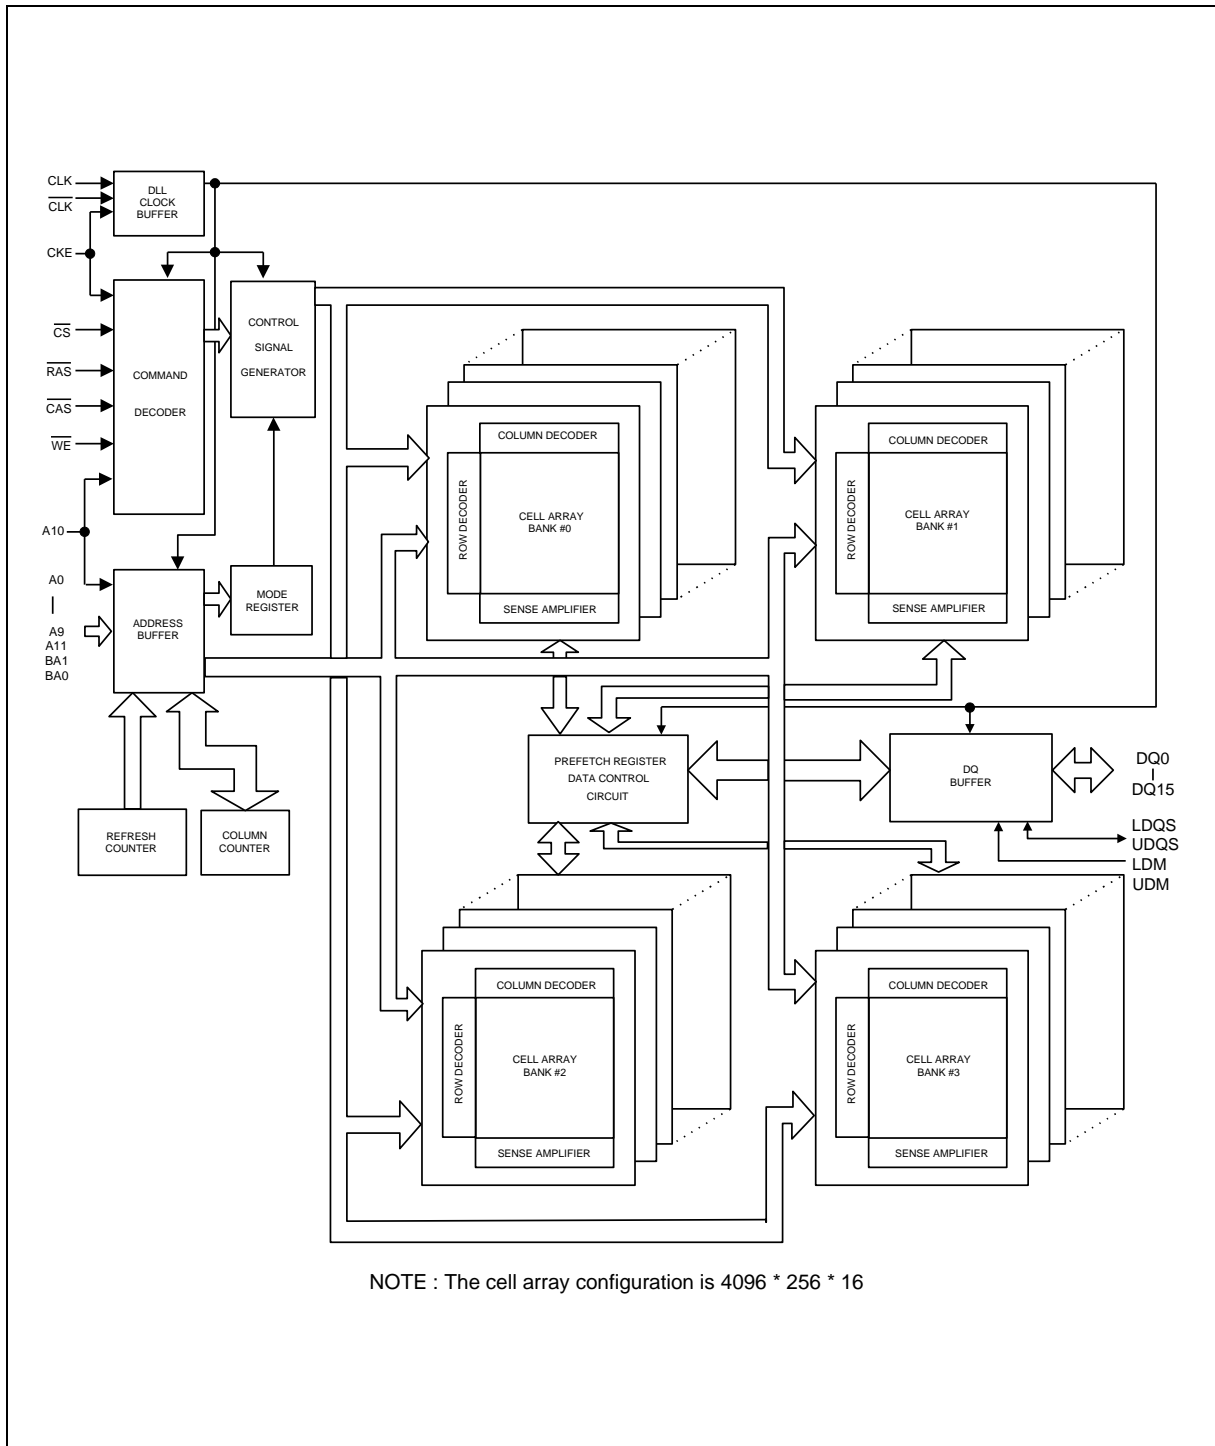 CLK
CLK
CKE
CS
RAS
CAS
WE
A10
A0
A9
A11
BA1
BA0
DLL
CLOCK
BUFFER
COMMAND
DECODER
CONTROL
SIGNAL
GENERATOR
ADDRESS
BUFFER
MODE
REGISTER
REFRESH
COUNTER
COLUMN
COUNTER
COLUMN DECODER
ROW DECODER
CELL ARRAY
BANK #0
SENSE AMPLIFIER
COLUMN DECODER
ROW DECODER
CELL ARRAY
BANK #1
SENSE AMPLIFIER
PREFETCH REGISTER
DATA CONTROL
CIRCUIT
DQ
BUFFER
DQ0
DQ15
LDQS
UDQS
LDM
UDM
COLUMN DECODER
ROW DECODER
CELL ARRAY
BANK #2
SENSE AMPLIFIER
COLUMN DECODER
ROW DECODER
CELL ARRAY
BANK #3
SENSE AMPLIFIER
NOTE : The cell array configuration is 4096 * 256 * 16